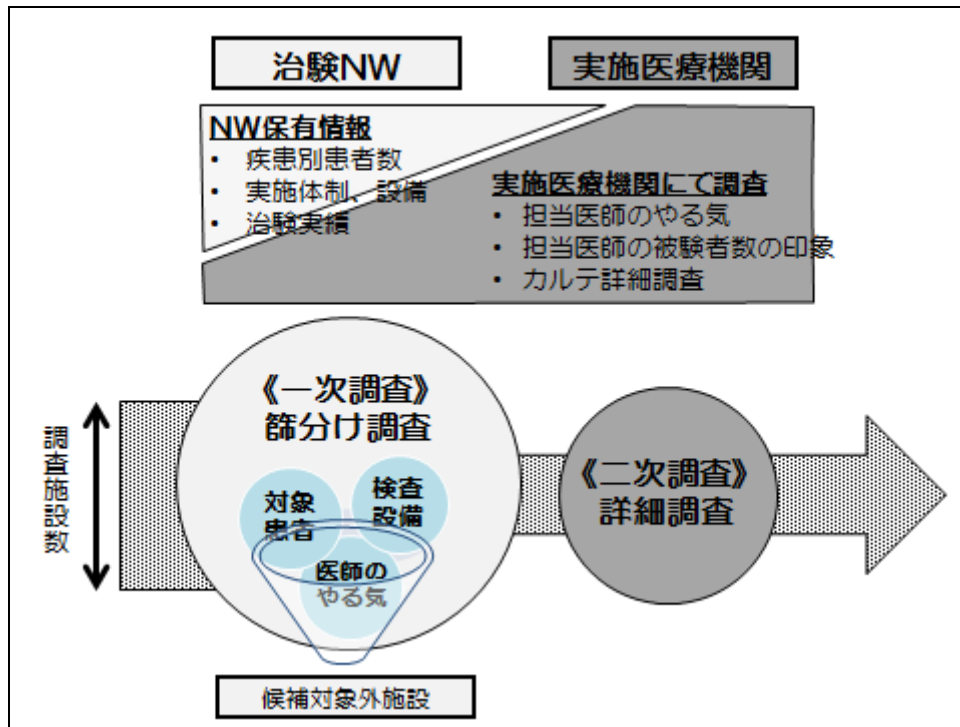 治験NW
実施医療機関
NW保有情報
• 疾患別患者数
• 実施体制、設備
• 治験実績
実施医療機関にて調査
• 担当医師のやる気
• 担当医師の被験者数の印象
• カルテ詳細調査
調査施設数
《一次調査》
篩分け調査
対象
患者
検査
設備
医師の
やる気
《二次調査》
詳細調査
候補対象外施設